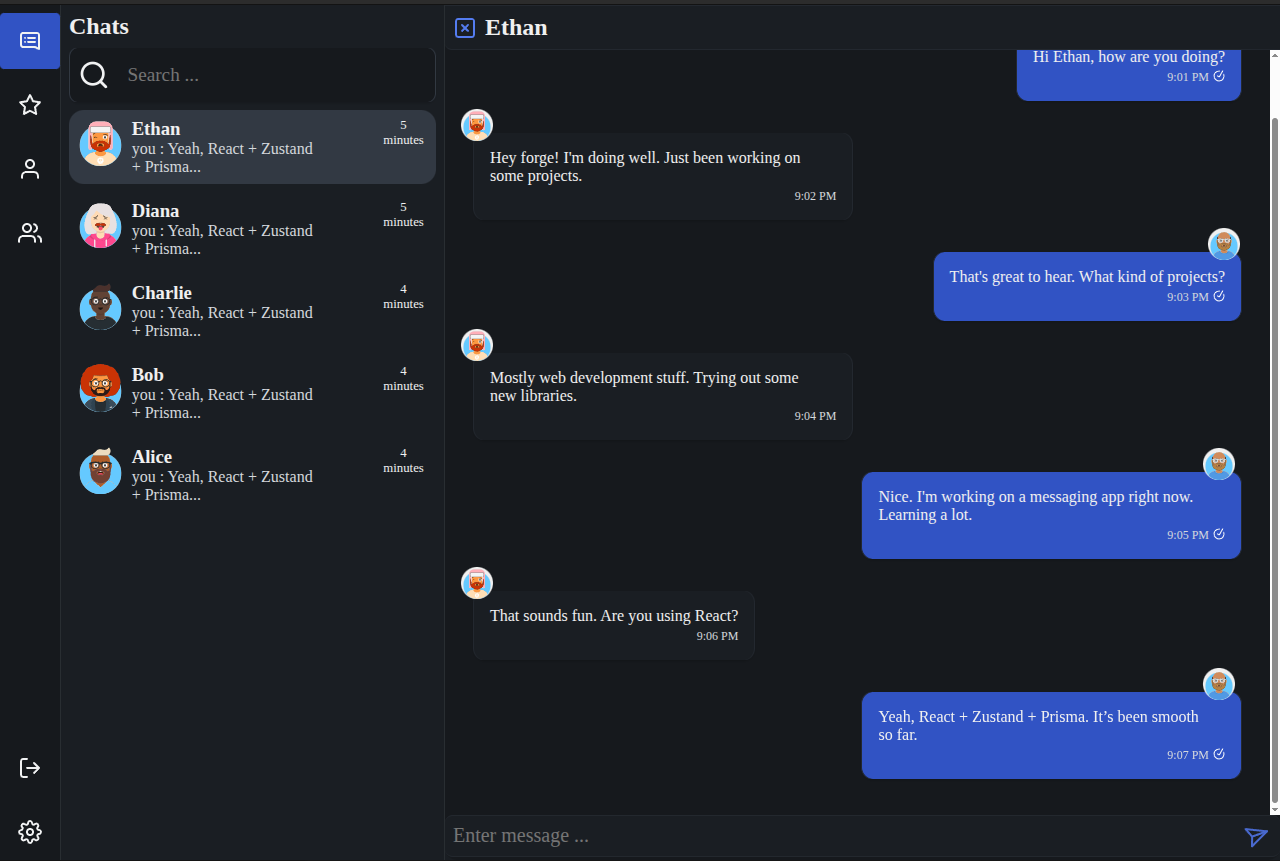 Chats
Search ...
Ethan
5
minutes
you : Yeah, React + Zustand
+ Prisma...
Diana
5
minutes
you : Yeah, React + Zustand
+ Prisma...
Charlie
4
minutes
you : Yeah, React + Zustand
+ Prisma...
Bob
4
minutes
you : Yeah, React + Zustand
+ Prisma...
Alice
4
minutes
you : Yeah, React + Zustand
+ Prisma...
Ethan
Hi Ethan, how are you doing?
9:01 PM
Hey forge! I'm doing well. Just been working on
some projects.
9:02 PM
That's great to hear. What kind of projects?
9:03 PM
Mostly web development stuff. Trying out some
new libraries.
9:04 PM
Nice. I'm working on a messaging app right now.
Learning a lot.
9:05 PM
That sounds fun. Are you using React?
9:06 PM
Yeah, React + Zustand + Prisma. It’s been smooth
so far.
9:07 PM
Enter message ...